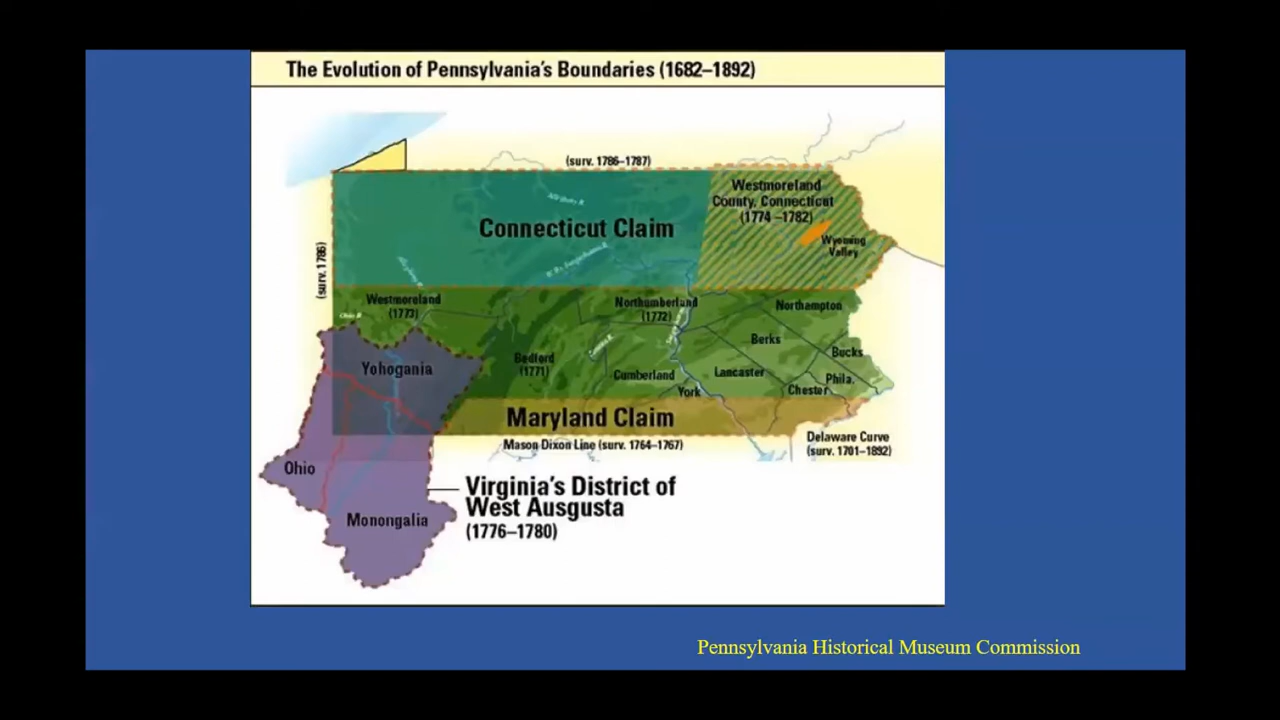 The Evolution of Pennsylvania's Boundaries (1682–1892)
(surv. 1786–1787)
Westmoreland
County, Connecticut
(1774 –1782)
Connecticut Claim
Wyoming
Valley
(surv. 1786)
Allegheny R.
Westmoreland
(1773)
Northumberland
(1772)
Northampton
Ohio R.
Berks
Bucks
Yohogania
Bedford
(1771)
Cumberland
Lancaster
Phila.
York
Chester
Maryland Claim
Mason Dixon Line (surv. 1764–1767)
Delaware Curve
(surv. 1701–1892)
Ohio
Virginia's District of
West Ausgusta
(1776–1780)
Monongalia
Pennsylvania Historical Museum Commission